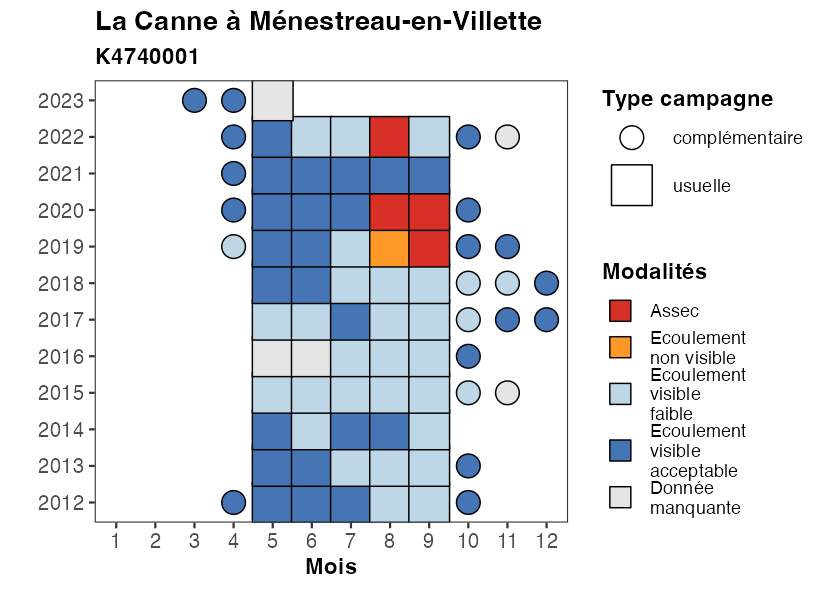 La Canne à Ménestreau-en-Villette
K4740001
2023
2022
2021
2020
2019
2018
2017
2016
2015
2014
2013
2012
1 2 3 4 5 6 7 8 9 10 11 12
Mois
Type campagne
complémentaire
usuelle
Modalités
Assec
Ecoulement
non visible
Ecoulement
visible
faible
Ecoulement
visible
acceptable
Donnée
manquante